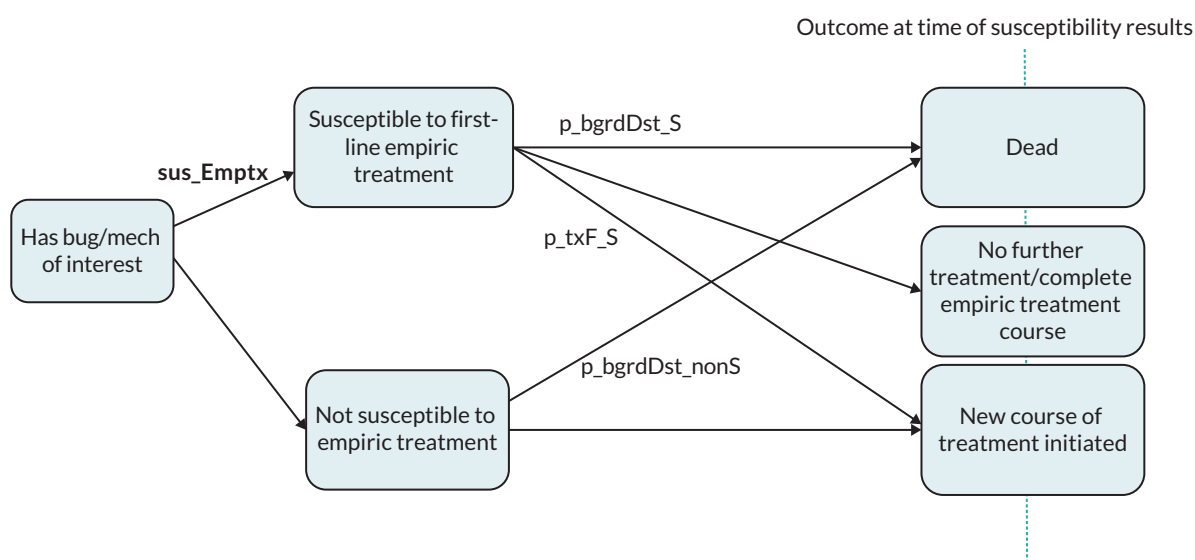 Outcome at time of susceptibility results
Susceptible to first-
line empiric
treatment
p_bgrdDst_S
Dead
sus_Emptx
Has bug/mech
of interest
p_txF_S
No further
treatment/complete
empiric treatment
course
p_bgrdDst_nonS
Not susceptible to
empiric treatment
New course of
treatment initiated